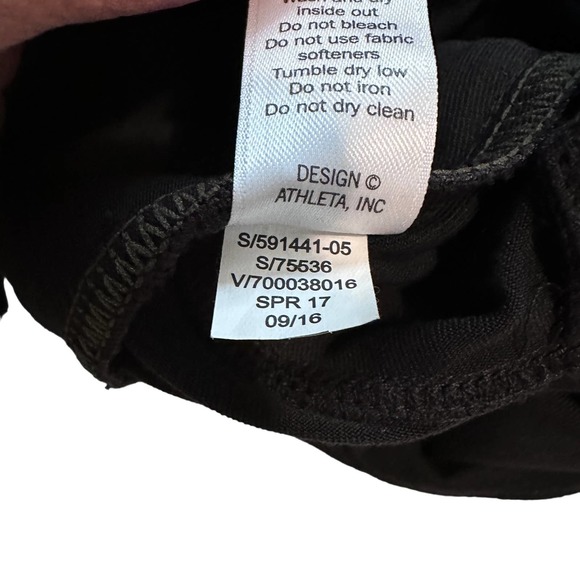 inside out
Do not bleach
Do not use fabric
softeners
Tumble dry low
Do not iron
Do not dry clean
DESIGN ©
ATHLETA, INC
S/591441-05
S/75536
V/700038016
SPR 17
09/16